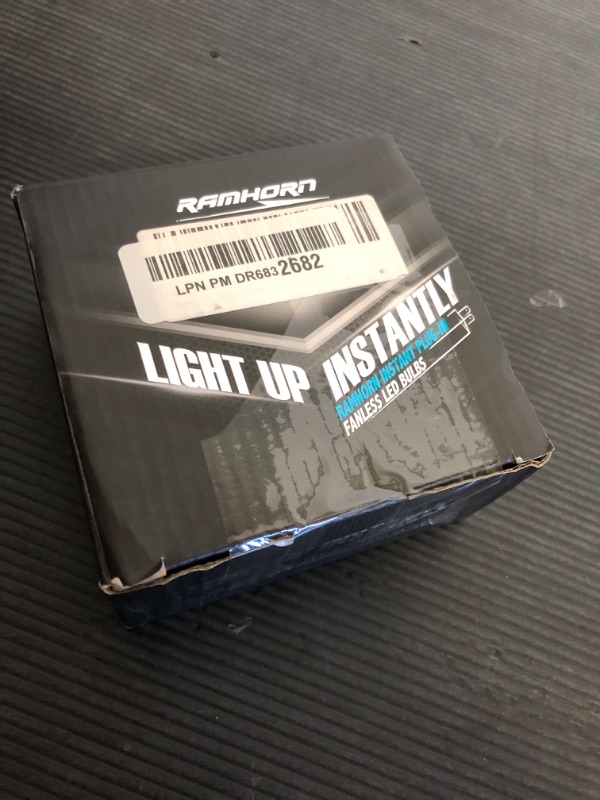 RAMHORN
LPN PM DR6832682
LIGHT UP INSTANTLY
RAMHORN INSTANT PLUG-IN
FANLESS LED BULBS